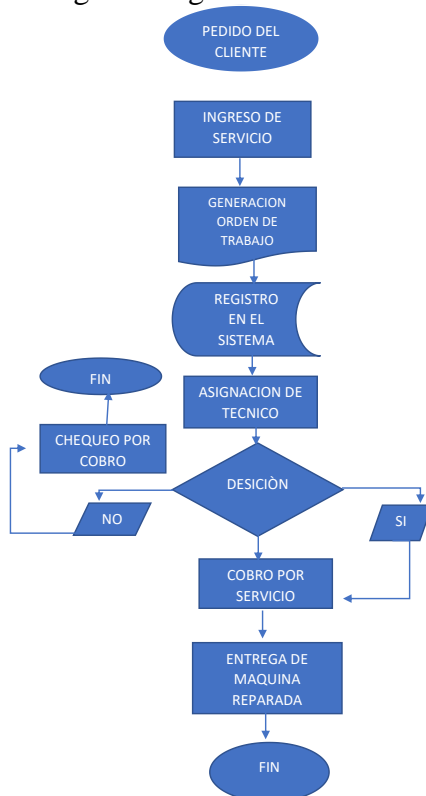 PEDIDO DEL
CLIENTE
INGRESO DE
SERVICIO
GENERACION
ORDEN DE
TRABAJO
REGISTRO
EN EL
SISTEMA
FIN
ASIGNACION DE
TECNICO
CHEQUEO POR
COBRO
DESICIÒN
NO
SI
COBRO POR
SERVICIO
ENTREGA DE
MAQUINA
REPARADA
FIN